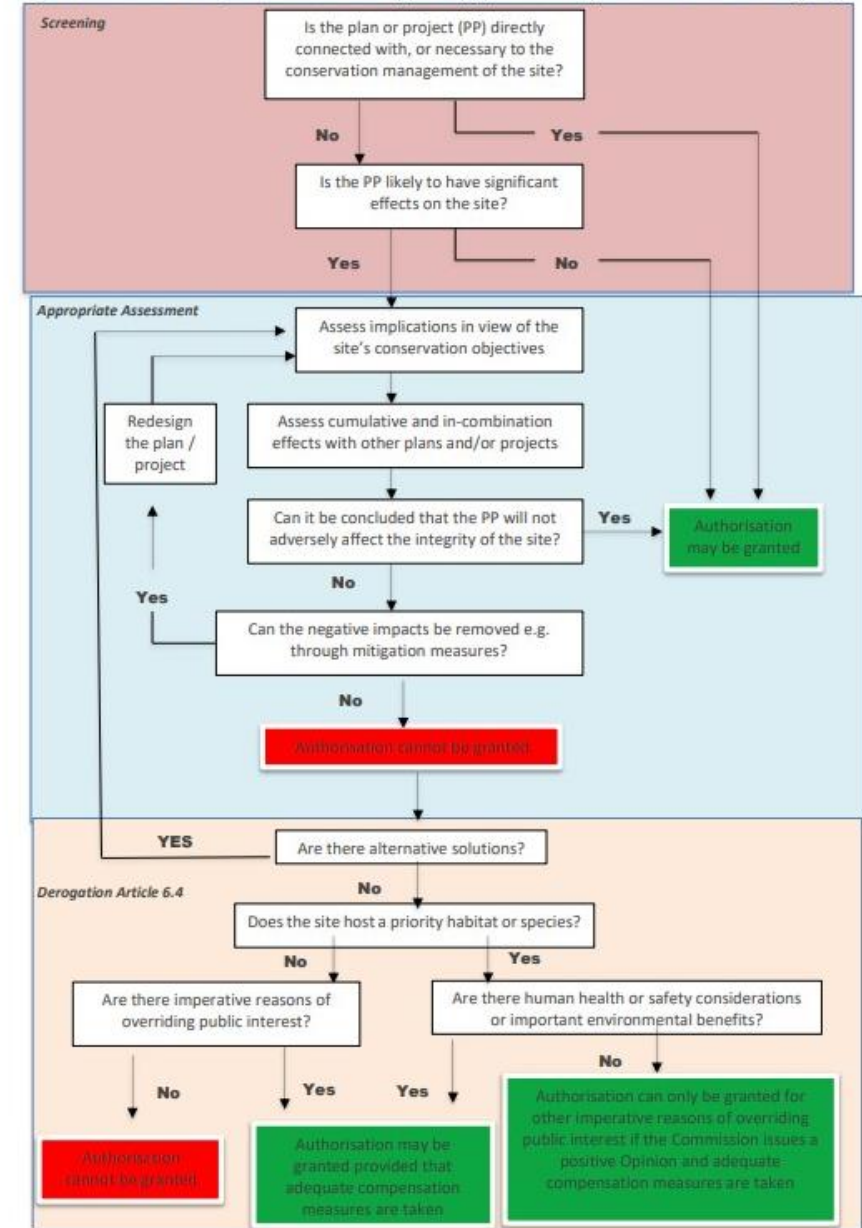 Screening
Is the plan or project (PP) directly
connected with, or necessary to the
conservation management of the site?
No
Yes
Is the PP likely to have significant
effects on the site?
Yes
No
Appropriate Assessment
Assess implications in view of the
site's conservation objectives
Redesign
the plan /
project
Assess cumulative and in-combination
effects with other plans and/or projects
Can it be concluded that the PP will not
adversely affect the integrity of the site?
Yes
Authorisation
may be granted
No
Yes
Can the negative impacts be removed e.g.
through mitigation measures?
No
Authorisation cannot be granted
YES
Are there alternative solutions?
No
Derogation Article 6.4
Does the site host a priority habitat or species?
No
Yes
Are there imperative reasons of
overriding public interest?
Are there human health or safety considerations
or important environmental benefits?
No
Yes
Yes
No
Authorisation
cannot be granted
Authorisation may be
granted provided that
adequate compensation
measures are taken
Authorisation can only be granted for
other imperative reasons of overriding
public interest if the Commission issues a
positive Opinion and adequate
compensation measures are taken